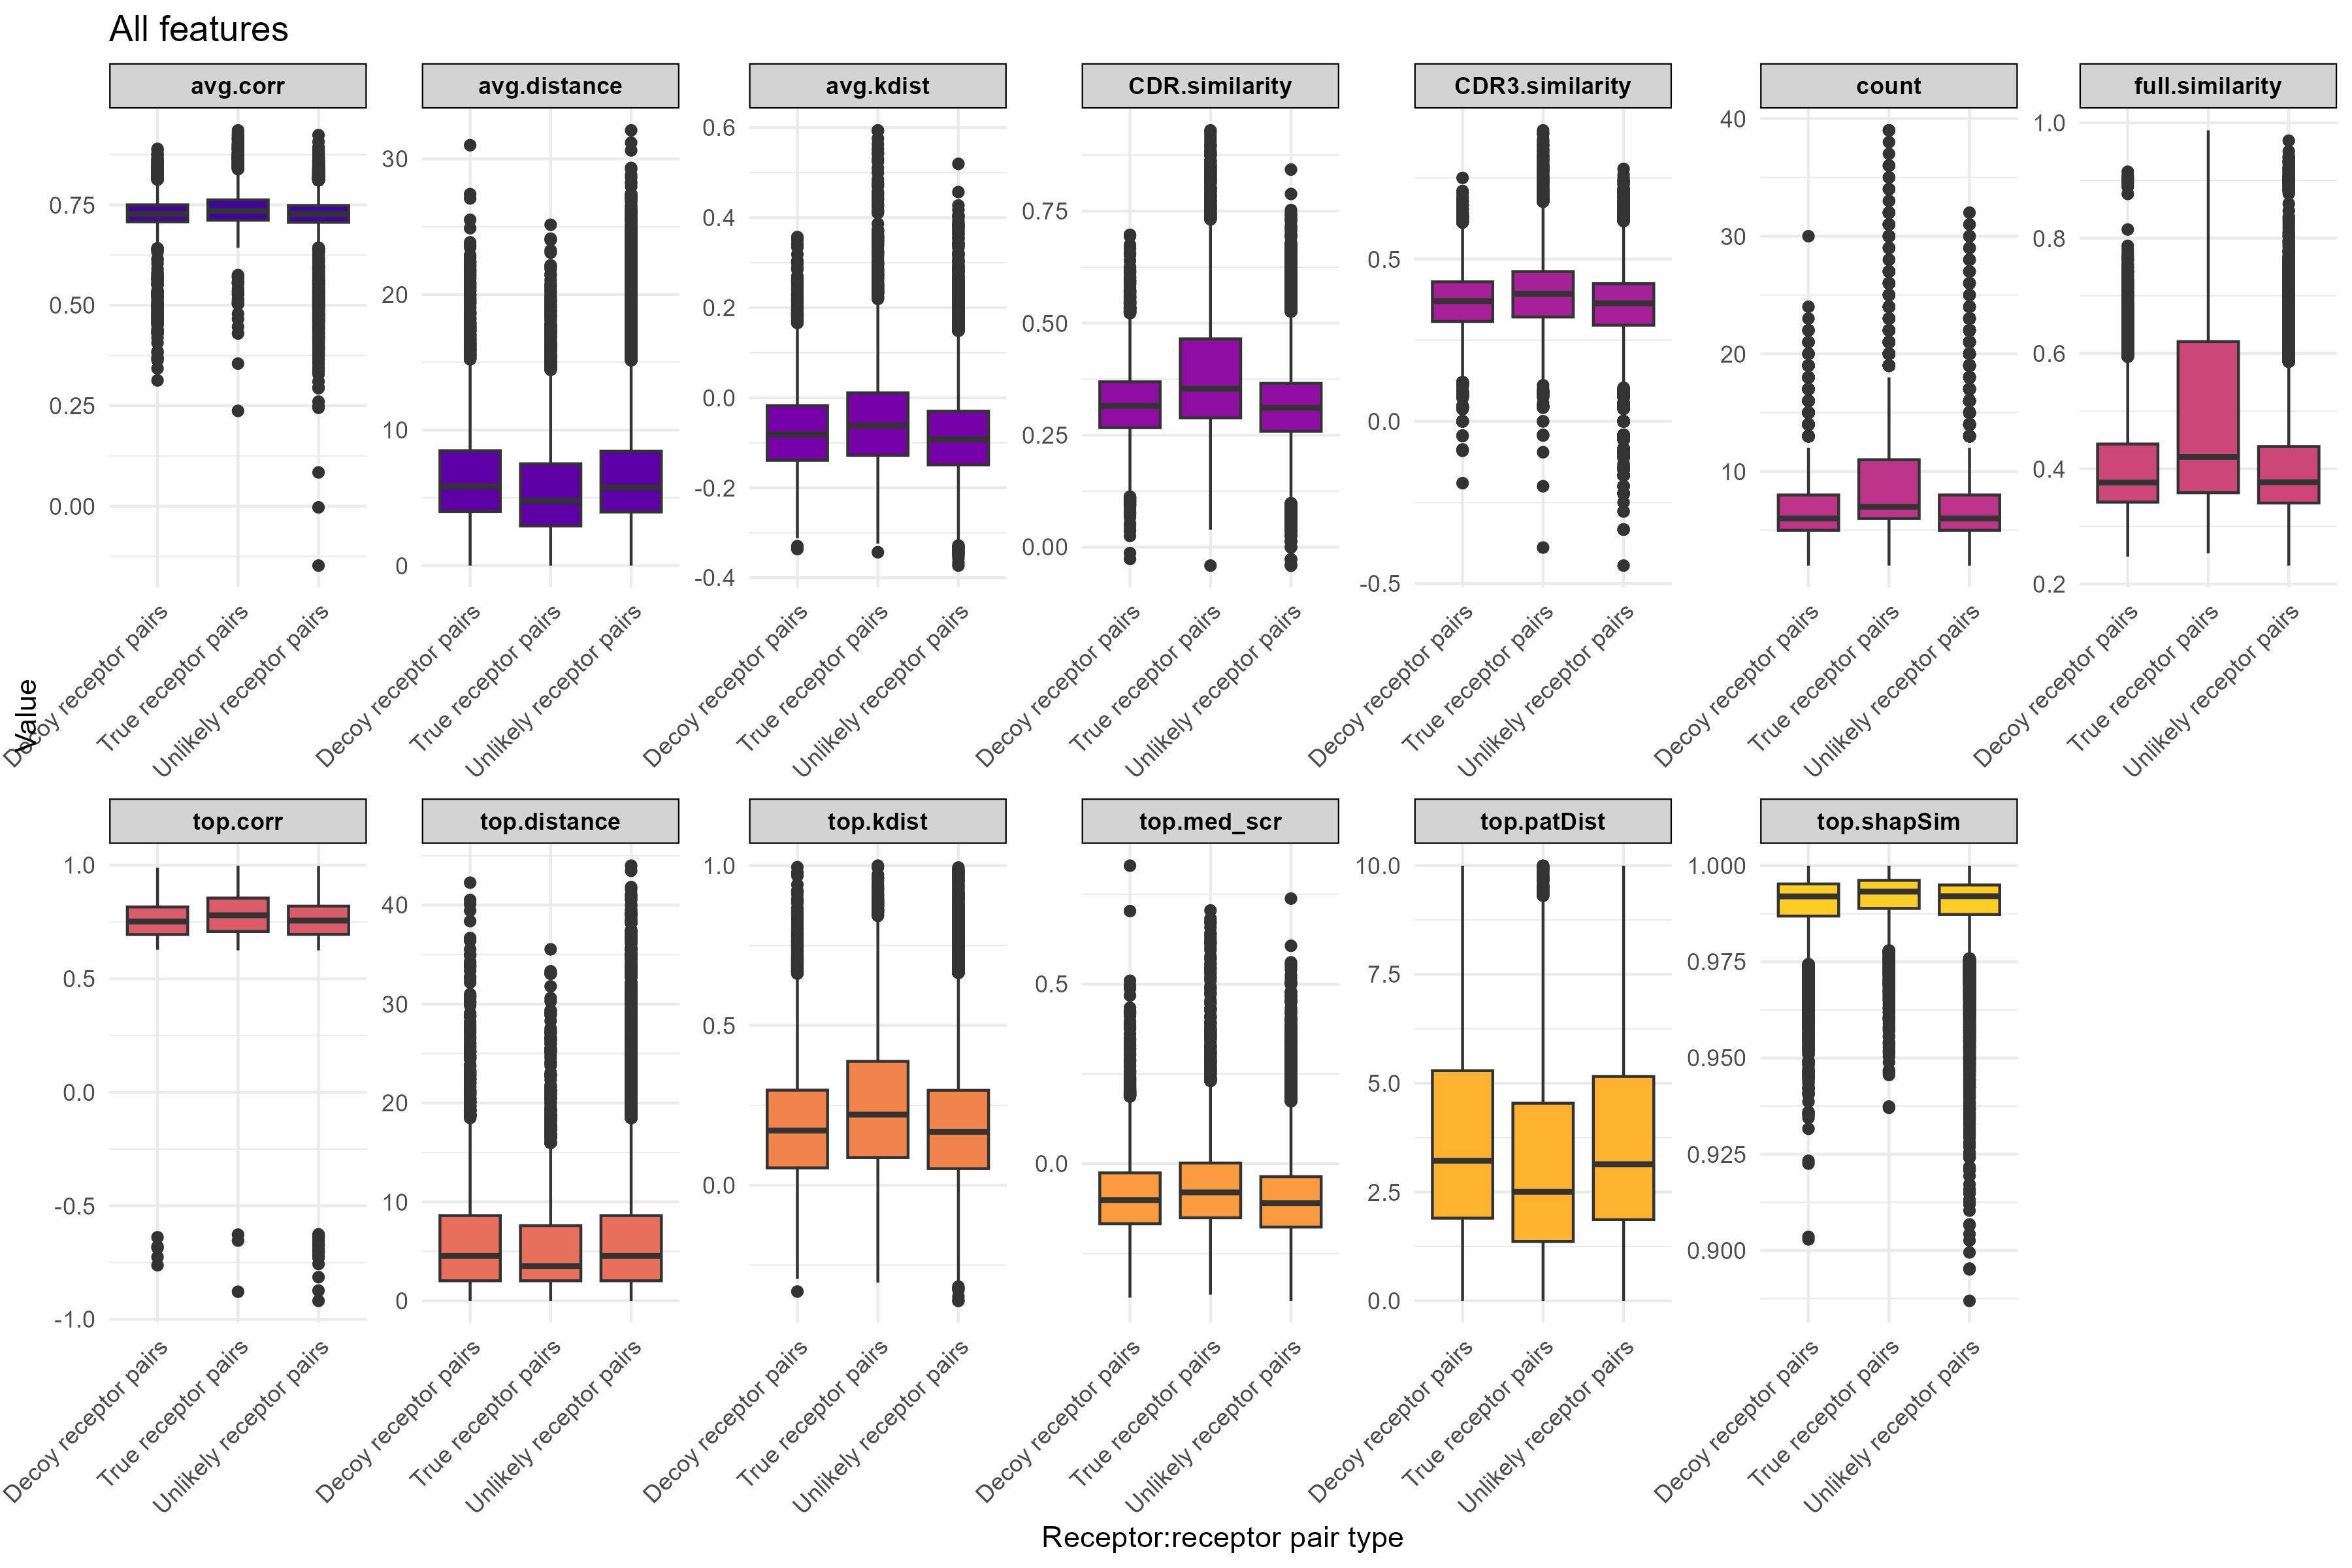 All features
avg.corr
avg.distance
avg.kdist
CDR.similarity
CDR3.similarity
count
full.similarity
0.75
0.50
0.25
0.00
30
20
10
0
0.6
0.4
0.2
0.0
-0.2
-0.4
0.75
0.50
0.25
0.00
0.5
0.0
-0.5
40
30
20
10
1.0
0.8
0.6
0.4
0.2
Decoy receptor pairs
True receptor pairs
Unlikely receptor pairs
Decoy receptor pairs
True receptor pairs
Unlikely receptor pairs
Decoy receptor pairs
True receptor pairs
Unlikely receptor pairs
Decoy receptor pairs
True receptor pairs
Unlikely receptor pairs
Decoy receptor pairs
True receptor pairs
Unlikely receptor pairs
Decoy receptor pairs
True receptor pairs
Unlikely receptor pairs
Decoy receptor pairs
True receptor pairs
Unlikely receptor pairs
Value
top.corr
top.distance
top.kdist
top.med_scr
top.patDist
top.shapSim
1.0
0.5
0.0
-0.5
-1.0
40
30
20
10
0
1.0
0.5
0.0
0.5
0.0
10.0
7.5
5.0
2.5
0.0
1.000
0.975
0.950
0.925
0.900
Decoy receptor pairs
True receptor pairs
Unlikely receptor pairs
Decoy receptor pairs
True receptor pairs
Unlikely receptor pairs
Decoy receptor pairs
True receptor pairs
Unlikely receptor pairs
Decoy receptor pairs
True receptor pairs
Unlikely receptor pairs
Decoy receptor pairs
True receptor pairs
Unlikely receptor pairs
Decoy receptor pairs
True receptor pairs
Unlikely receptor pairs
Receptor:receptor pair type